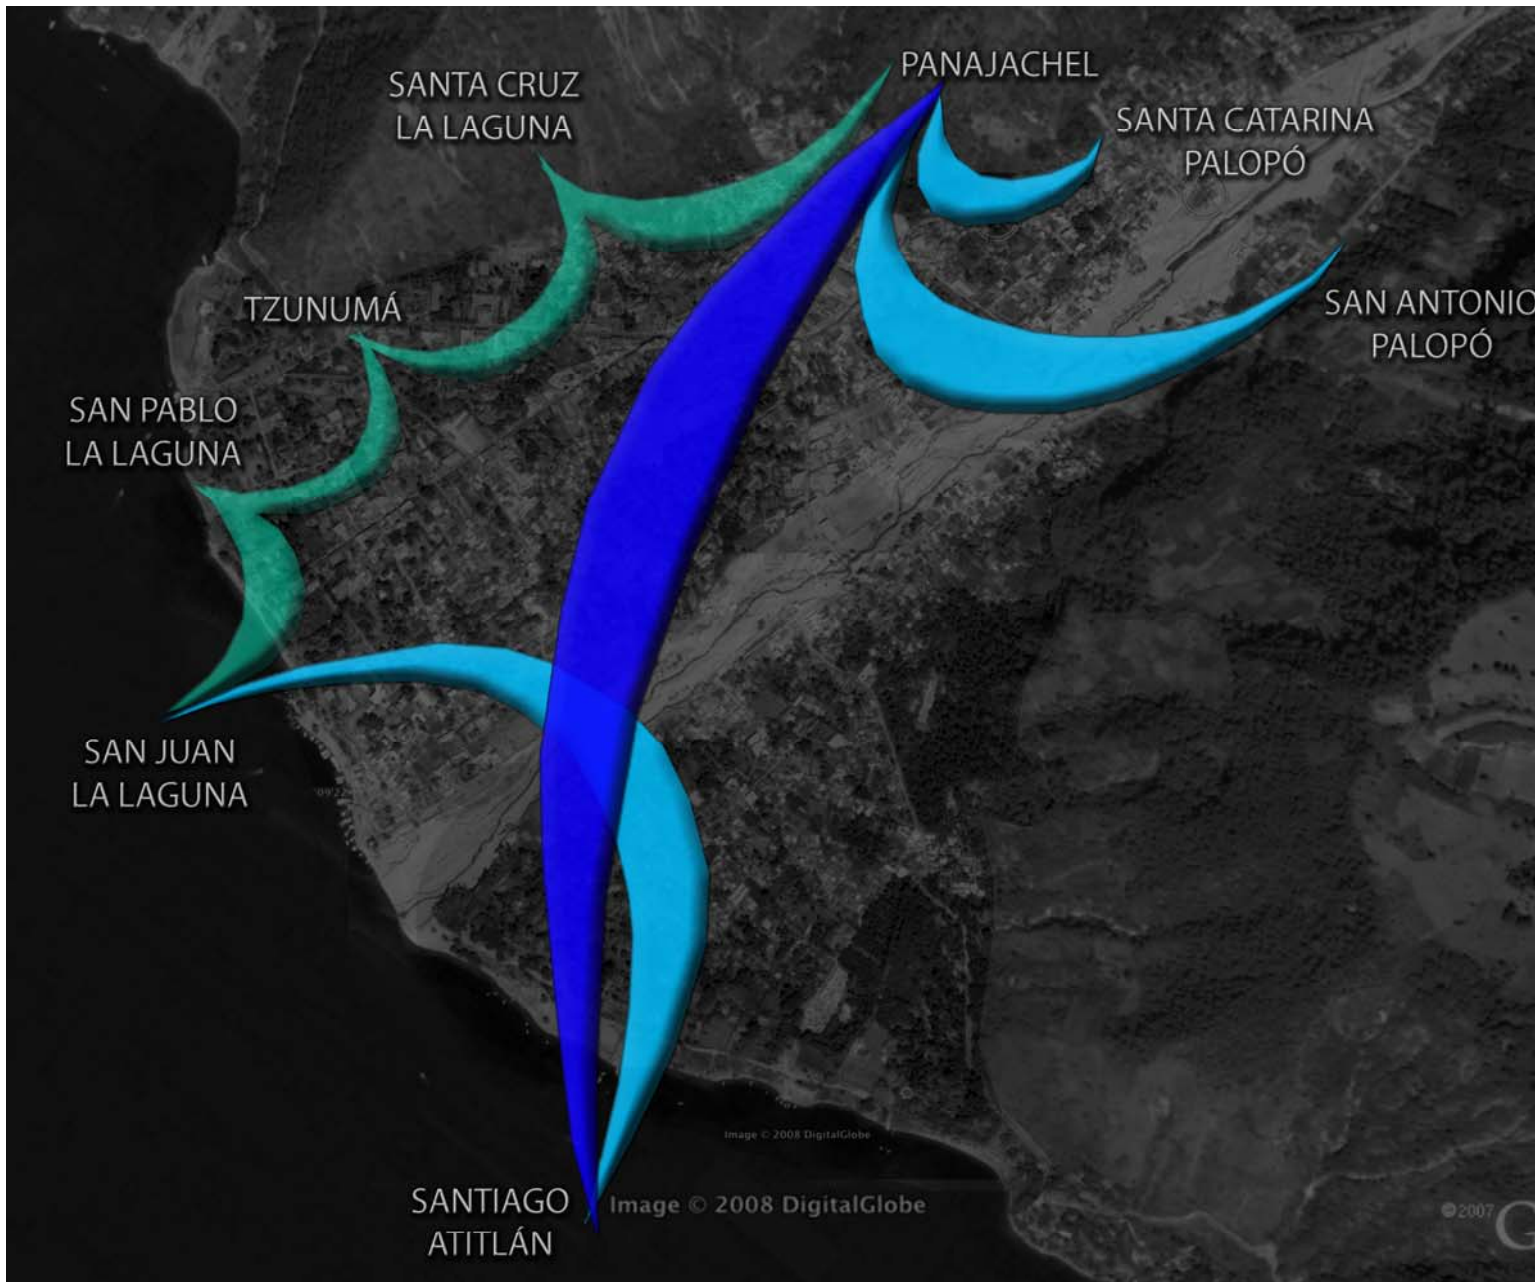 PANAJACHEL
SANTA CRUZ
LA LAGUNA
SANTA CATARINA
PALOPÓ
TZUNUMÁ
SAN ANTONIO
PALOPÓ
SAN PABLO
LA LAGUNA
SAN JUAN
LA LAGUNA
Image © 2008 DigitalGlobe
SANTIAGO
ATITLÁN
Image © 2008 DigitalGlobe
©2007 G